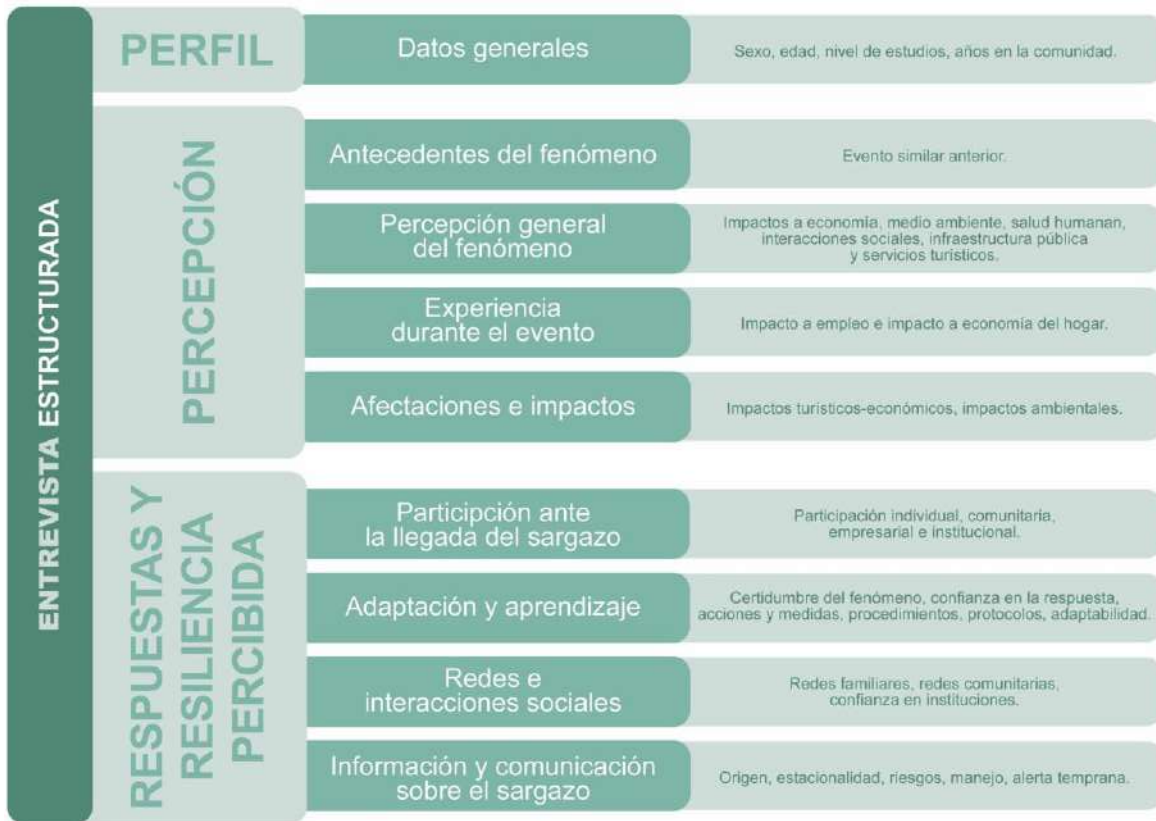 ENTREVISTA ESTRUCTURADA
PERFIL
Datos generales
Sexo, edad, nivel de estudios, años en la comunidad.
PERCEPCIÓN
Antecedentes del fenómeno
Evento similar anterior.
Percepción general
del fenómeno
Impactos a economía, medio ambiente, salud humanan,
interacciones sociales, infraestructura pública
y servicios turísticos.
Experiencia
durante el evento
Impacto a empleo e impacto a economía del hogar.
Afectaciones e impactos
Impactos turísticos-económicos, impactos ambientales.
RESPUESTAS Y
RESILIENCIA
PERCIBIDA
Participción ante
la llegada del sargazo
Participación individual, comunitaria,
empresarial e institucional.
Adaptación y aprendizaje
Certidumbre del fenómeno, confianza en la respuesta,
acciones y medidas, procedimientos, protocolos, adaptabilidad.
Redes e
interacciones sociales
Redes familiares, redes comunitarias,
confianza en instituciones.
Información y comunicación
sobre el sargazo
Origen, estacionalidad, riesgos, manejo, alerta temprana.